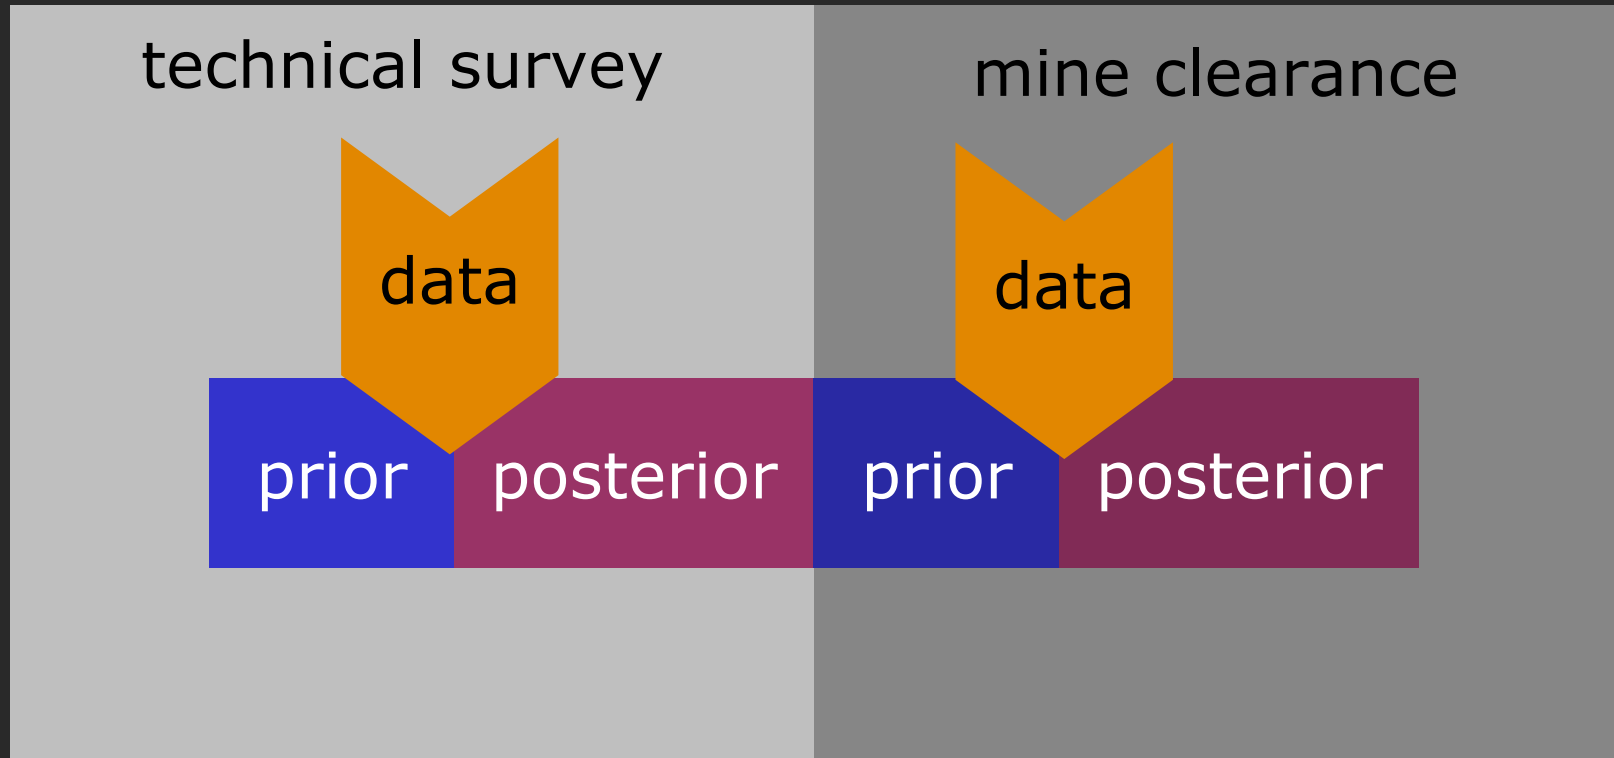 technical survey
mine clearance
data
data
prior
posterior
prior
posterior